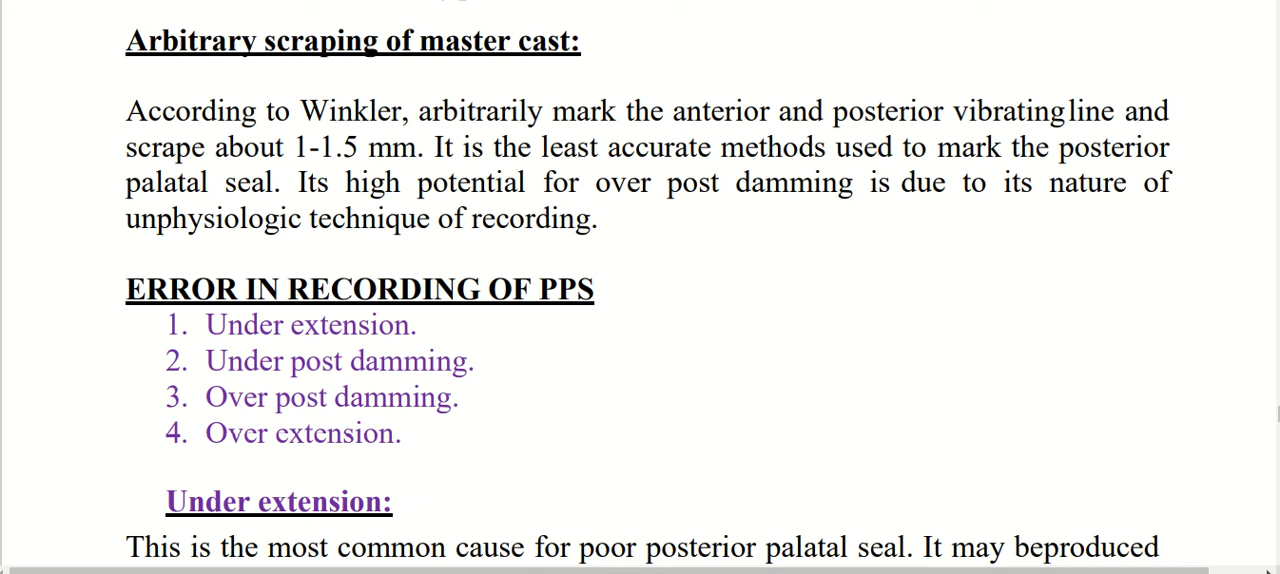 Arbitrary scraping of master cast:
According to Winkler, arbitrarily mark the anterior and posterior vibratingline and
scrape about 1-1.5 mm. It is the least accurate methods used to mark the posterior
palatal seal. Its high potential for over post damming is due to its nature of
unphysiologic technique of recording.
ERROR IN RECORDING OF PPS
1. Under extension.
2. Under post damming.
3. Over post damming.
4. Over extension.
Under extension:
This is the most common cause for poor posterior palatal seal. It may beproduced